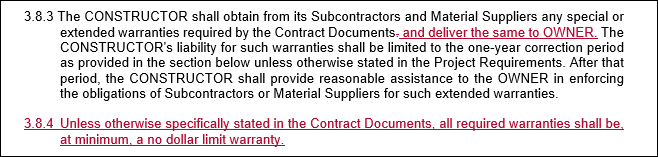 3.8.3 The CONSTRUCTOR shall obtain from its Subcontractors and Material Suppliers any special or
extended warranties required by the Contract Documents. and deliver the same to OWNER. The
CONSTRUCTOR's liability for such warranties shall be limited to the one-year correction period
as provided in the section below unless otherwise stated in the Project Requirements. After that
period, the CONSTRUCTOR shall provide reasonable assistance to the OWNER in enforcing
the obligations of Subcontractors or Material Suppliers for such extended warranties.
3.8.4 Unless otherwise specifically stated in the Contract Documents, all required warranties shall be,
at minimum, a no dollar limit warranty.